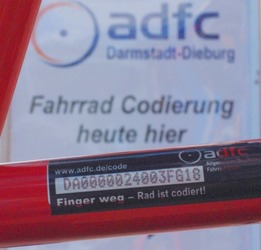 adfc
Darmstadt-Dieburg
Fahrrad Codierung
heute hier
www.adfc.de/code
adfc
DA0000024003FG18
Finger weg – Rad ist codiert!